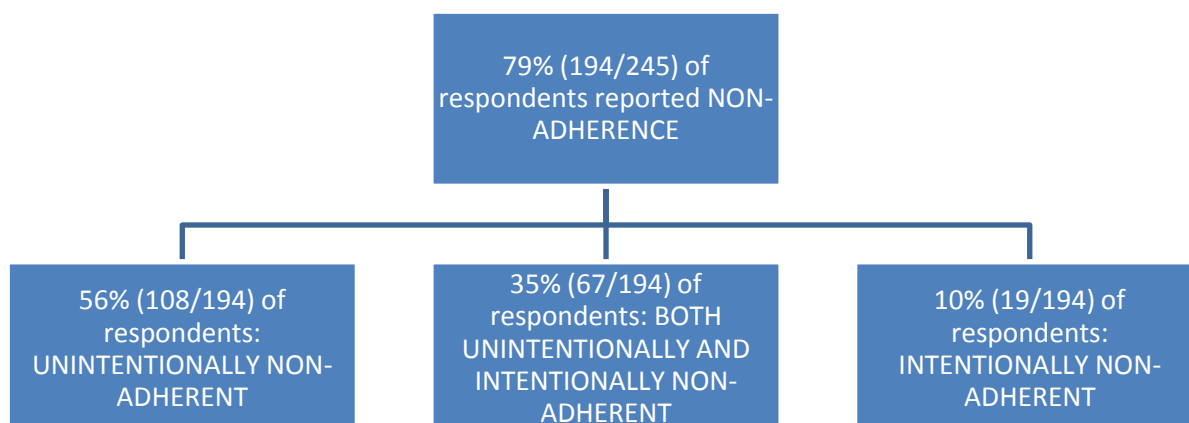 79% (194/245) of
respondents reported NON-
ADHERENCE
56% (108/194) of
respondents:
UNINTENTIONALLY NON-
ADHERENT
35% (67/194) of
respondents: BOTH
UNINTENTIONALLY AND
INTENTIONALLY NON-
ADHERENT
10% (19/194) of
respondents:
INTENTIONALLY NON-
ADHERENT